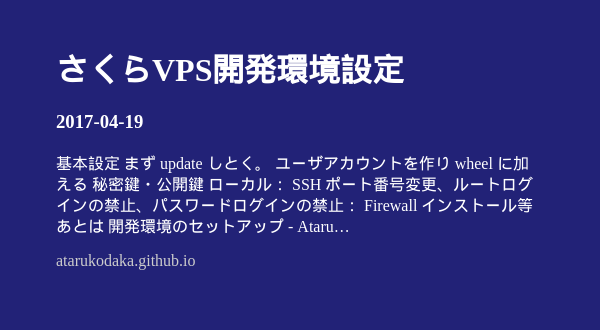 さくらVPS開発環境設定
2017-04-19
基本設定 まず update しとく。 ユーザアカウントを作り wheel に加
える 秘密鍵・公開鍵 ローカル： SSH ポート番号変更、ルートログ
インの禁止、パスワードログインの禁止： Firewall インストール等
あとは 開発環境のセットアップ - Ataru…
atarukodaka.github.io